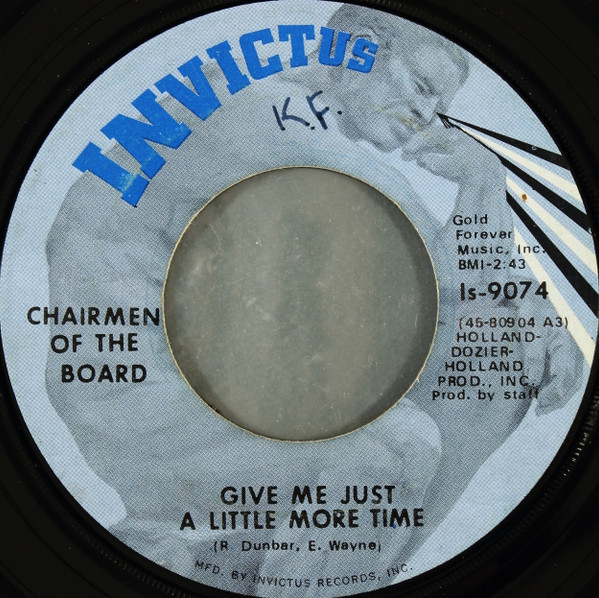 INVICTUS
K.F.
Gold
Forever
Music, Inc.
BMI-2:43
Is-9074
(45-80904 A3)
HOLLAND-
DOZIER-
HOLLAND
PROD., INC.
Prod. by staff
CHAIRMEN
OF THE
BOARD
GIVE ME JUST
A LITTLE MORE TIME
(R Dunbar, E. Wayne)
MFD. BY INVICTUS RECORDS, INC.